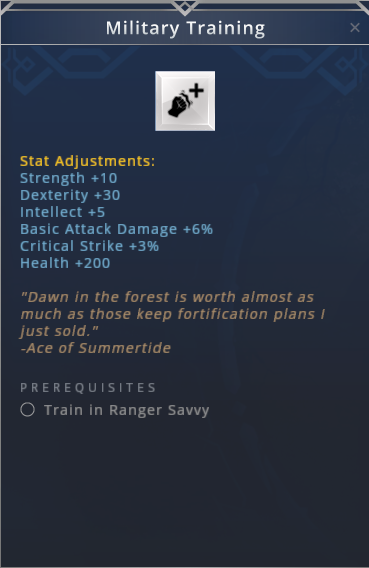 Military Training
Stat Adjustments:
Strength +10
Dexterity +30
Intellect +5
Basic Attack Damage +6%
Critical Strike +3%
Health +200
"Dawn in the forest is worth almost as
much as those keep fortification plans I
just sold."
-Ace of Summertide
PREREQUISITES
Train in Ranger Savvy